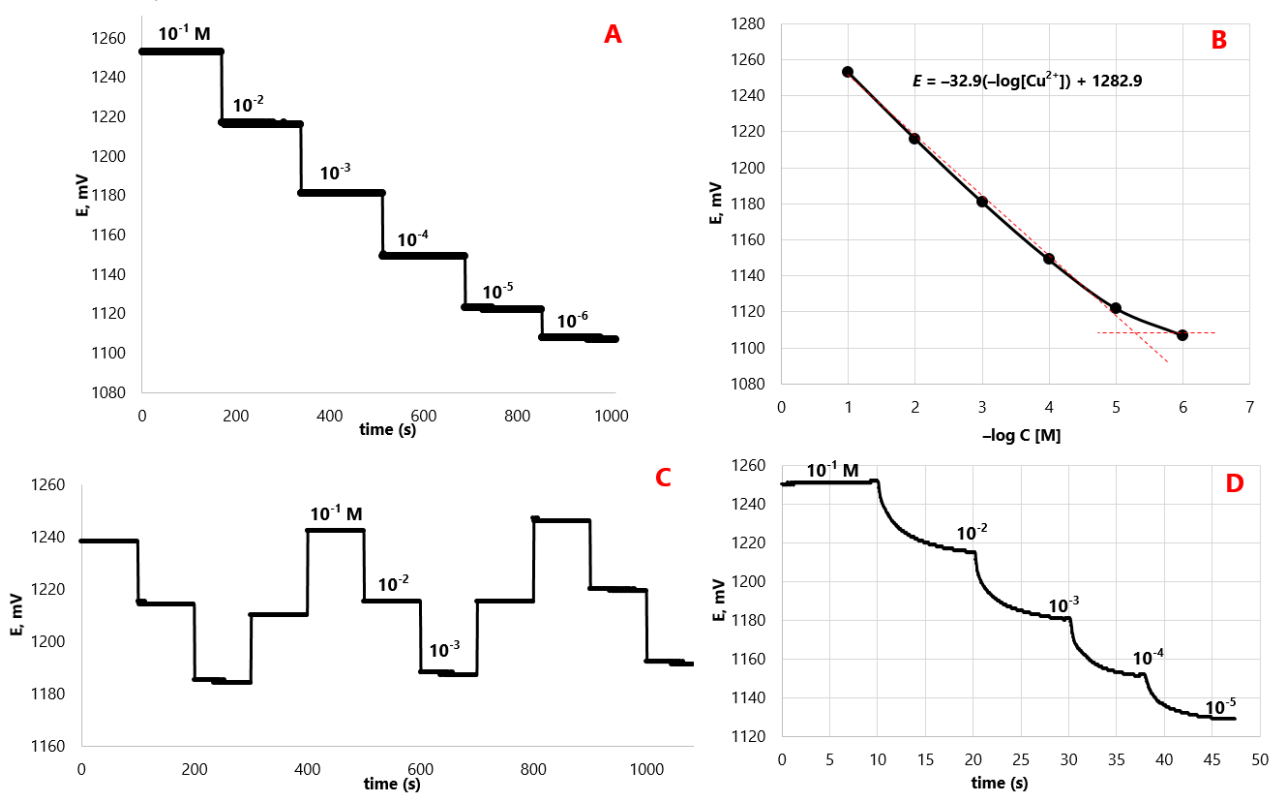 A
10⁻¹ M
10⁻²
10⁻³
10⁻⁴
10⁻⁵
10⁻⁶
E, mV
1260
1240
1220
1200
1180
1160
1140
1120
1100
1080
0 200 400 600 800 1000
time (s)
B
E = –32.9(–log[Cu²⁺]) + 1282.9
E, mV
1280
1260
1240
1220
1200
1180
1160
1140
1120
1100
1080
0 1 2 3 4 5 6 7
–log C [M]
C
10⁻¹ M
10⁻²
10⁻³
E, mV
1260
1240
1220
1200
1180
1160
0 200 400 600 800 1000
time (s)
D
10⁻¹ M
10⁻²
10⁻³
10⁻⁴
10⁻⁵
E, mV
1260
1240
1220
1200
1180
1160
1140
1120
0 5 10 15 20 25 30 35 40 45 50
time (s)